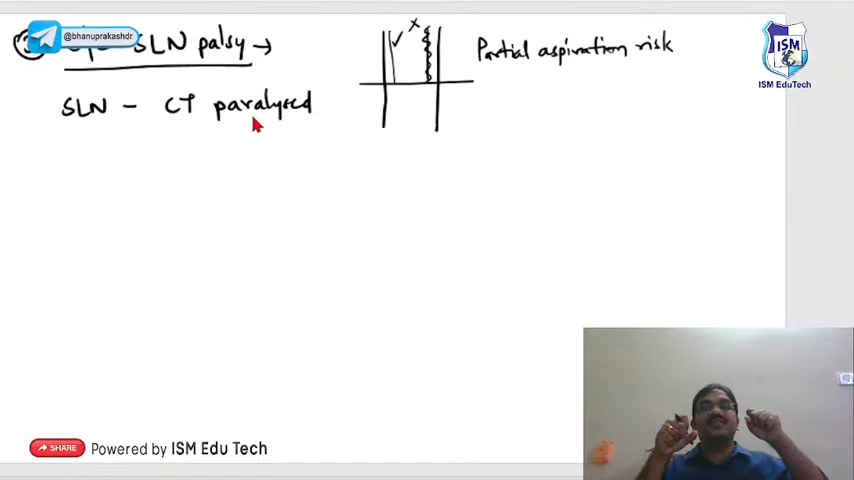 @bhanuprakashdr
SLN palsy →
Partial aspiration risk
SLN – CT paralysed
ISM
ISM EduTech
SHARE
Powered by ISM Edu Tech